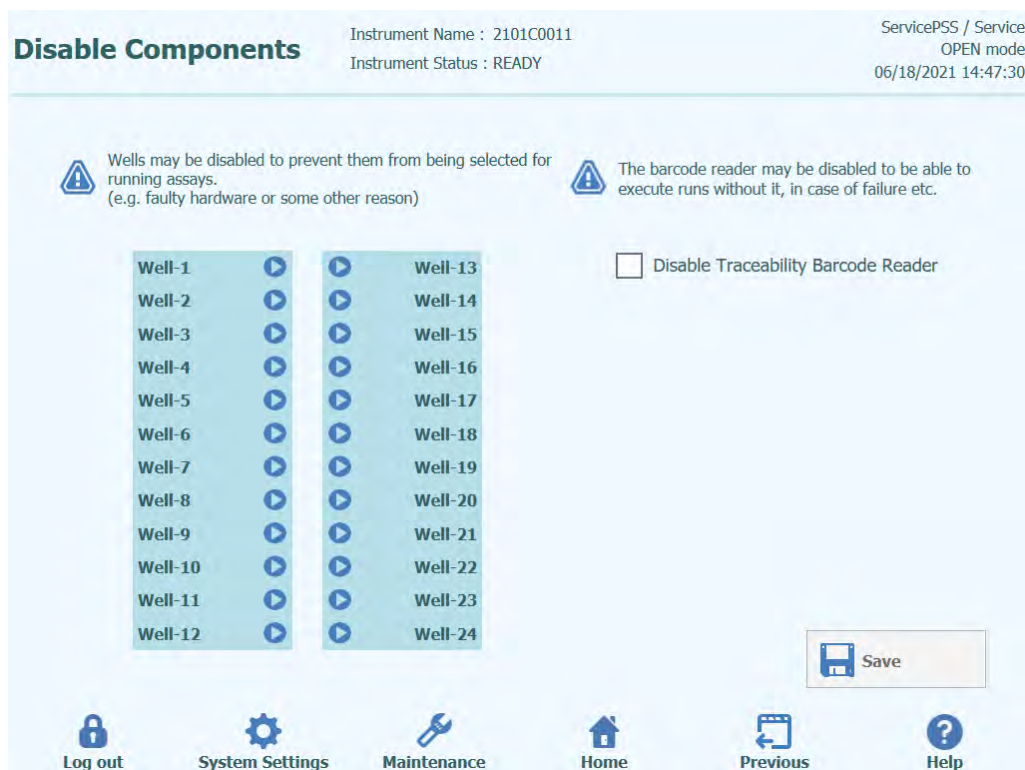 Disable Components
Instrument Name : 2101C0011
Instrument Status : READY
ServicePSS / Service
OPEN mode
06/18/2021 14:47:30
Wells may be disabled to prevent them from being selected for
running assays.
(e.g. faulty hardware or some other reason)
The barcode reader may be disabled to be able to
execute runs without it, in case of failure etc.
Well-1
Well-2
Well-3
Well-4
Well-5
Well-6
Well-7
Well-8
Well-9
Well-10
Well-11
Well-12
Well-13
Well-14
Well-15
Well-16
Well-17
Well-18
Well-19
Well-20
Well-21
Well-22
Well-23
Well-24
Disable Traceability Barcode Reader
Save
Log out
System Settings
Maintenance
Home
Previous
Help